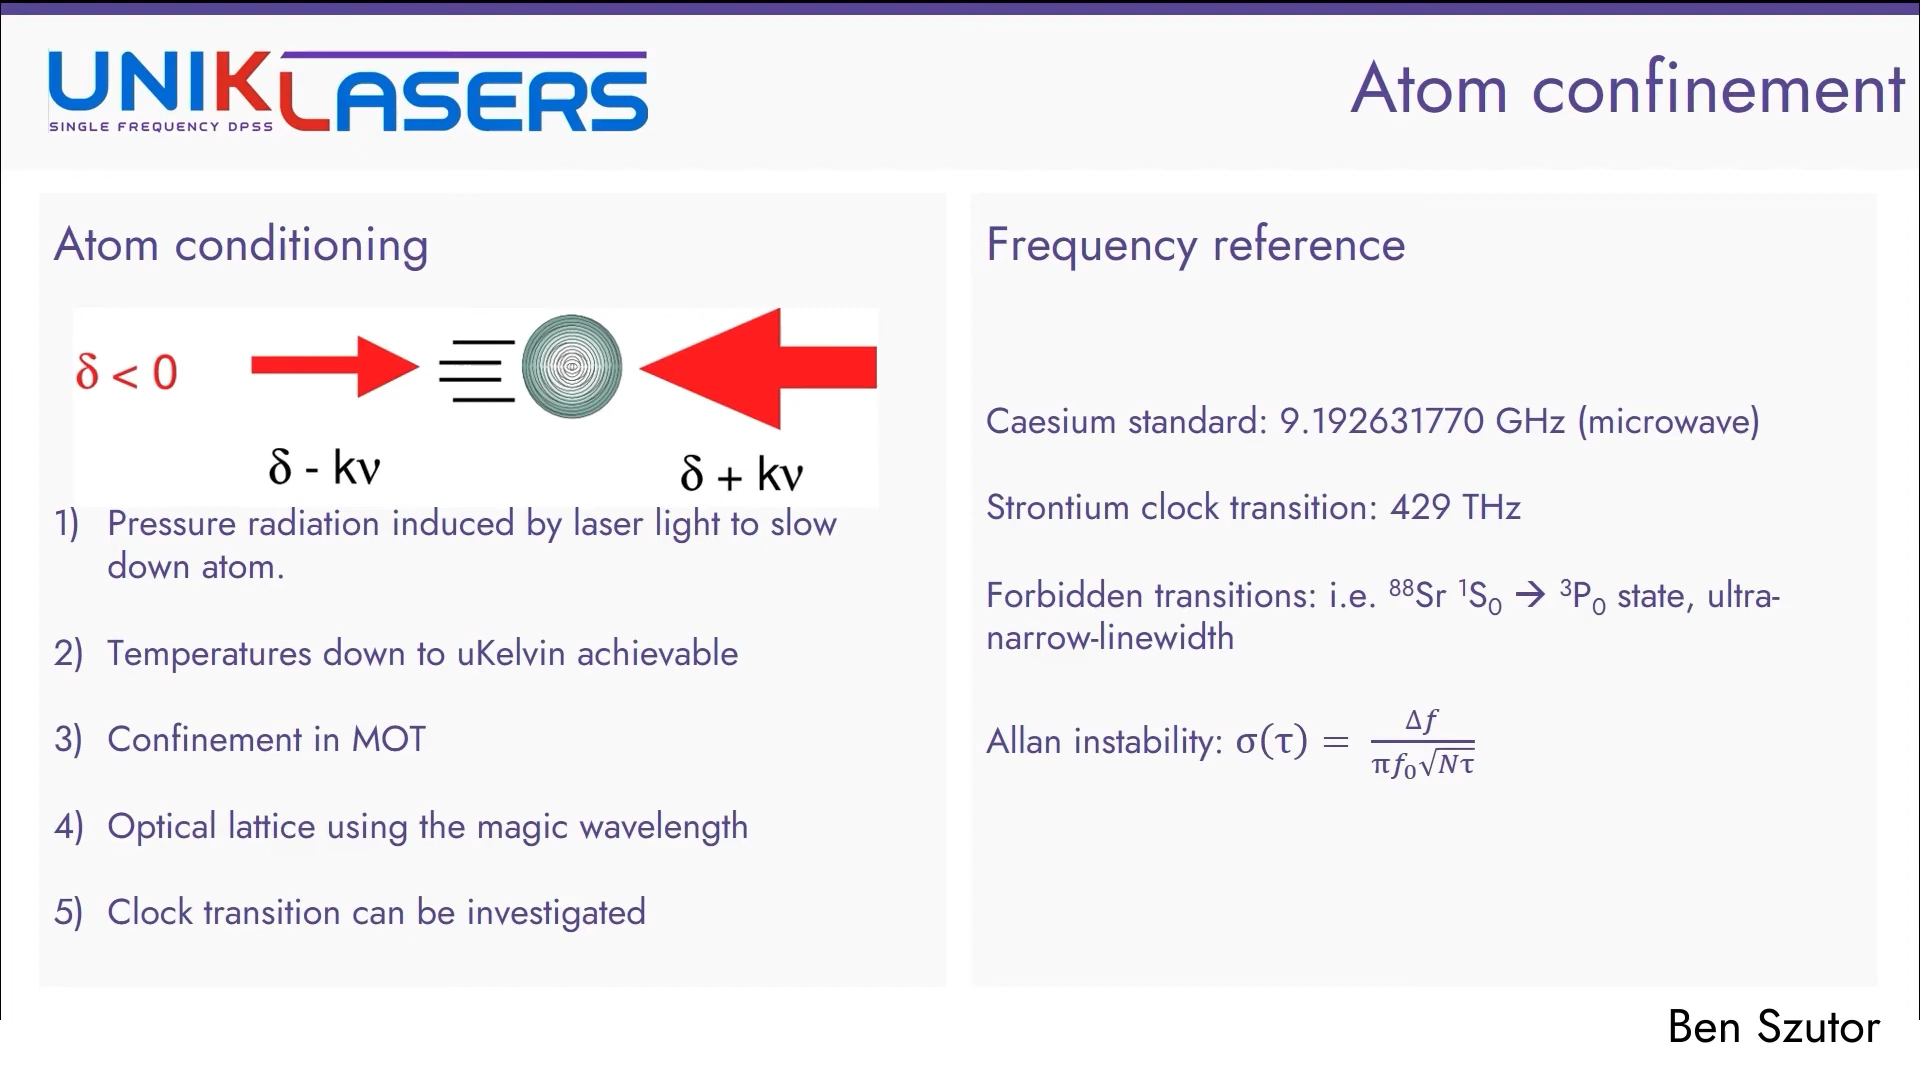 UNIKLASERS
SINGLE FREQUENCY DPSS
Atom confinement
Atom conditioning
δ < 0
δ - kν
δ + kν
1) Pressure radiation induced by laser light to slow
down atom.
2) Temperatures down to uKelvin achievable
3) Confinement in MOT
4) Optical lattice using the magic wavelength
5) Clock transition can be investigated
Frequency reference
Caesium standard: 9.192631770 GHz (microwave)
Strontium clock transition: 429 THz
Forbidden transitions: i.e. ⁸⁸Sr ¹S₀ → ³P₀ state, ultra-
narrow-linewidth
Allan instability: σ(τ) = Δf / (πf₀√Nτ)
Ben Szutor